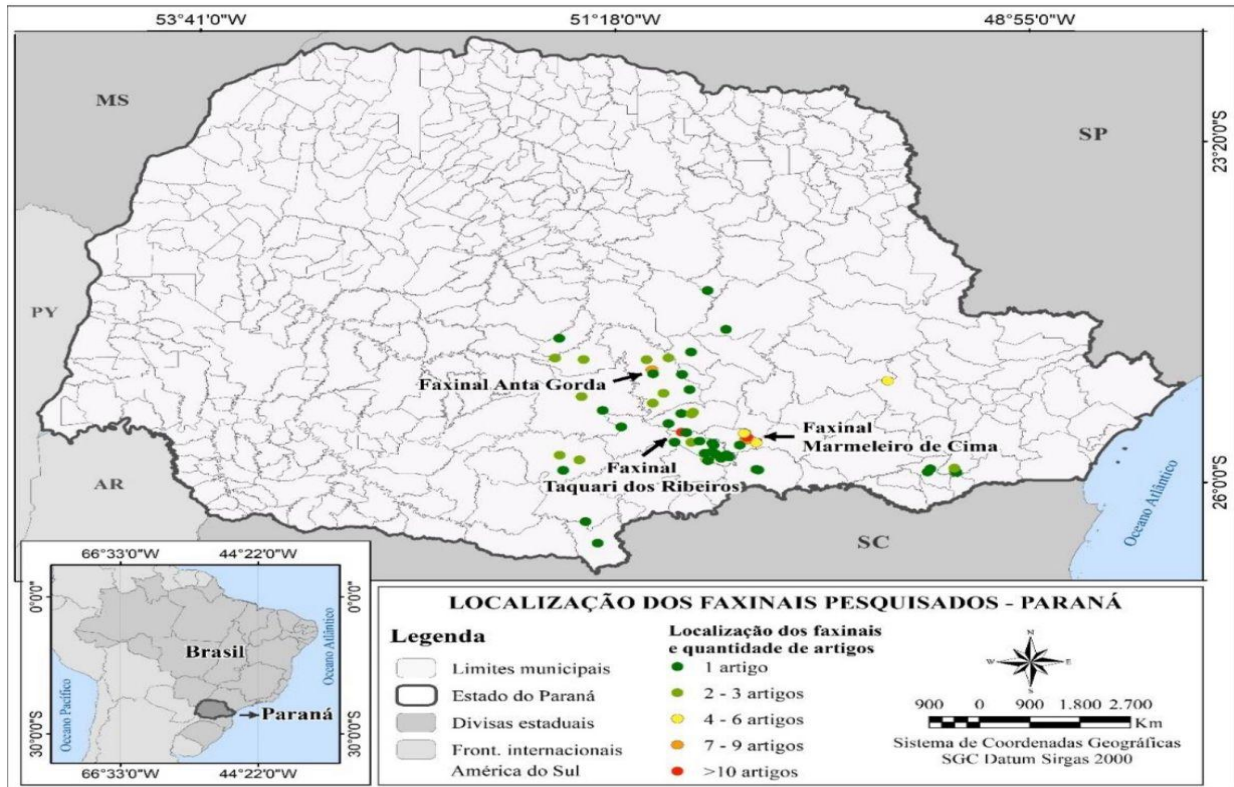 53°41'0"W 51°18'0"W 48°55'0"W
MS
SP
23°20'0"S
PY
Faxinal Anta Gorda
Faxinal
Marmeleiro de Cima
Faxinal
Taquari dos Ribeiros
26°0'0"S
AR
SC
Oceano Atlântico
66°33'0"W 44°22'0"W
0°0'0"
0°0'0"
Brasil
Oceano Atlântico
Oceano Pacífico
Paraná
30°0'0"S
30°0'0"S
66°33'0"W 44°22'0"W
LOCALIZAÇÃO DOS FAXINAIS PESQUISADOS - PARANÁ
Legenda
Limites municipais
Estado do Paraná
Divisas estaduais
Front. internacionais
América do Sul
Localização dos faxinais
e quantidade de artigos
1 artigo
2 - 3 artigos
4 - 6 artigos
7 - 9 artigos
>10 artigos
N
W E
S
900 0 900 1.800 2.700
Km
Sistema de Coordenadas Geográficas
SGC Datum Sirgas 2000